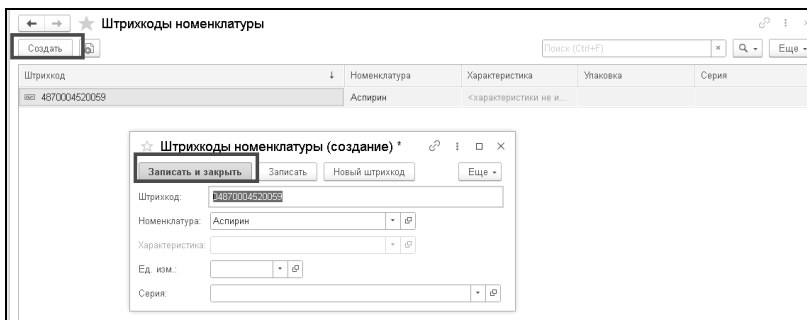 Штрихкоды номенклатуры
Создать Поиск (Ctrl+F) × Еще
Штрихкод ↓ Номенклатура Характеристика Упаковка Серия
4870004520059 Аспирин <характеристики не и...
Штрихкоды номенклатуры (создание) *
Записать и закрыть Записать Новый штрихкод Еще
Штрихкод: 04870004520059
Номенклатура: Аспирин
Характеристика:
Ед. изм.:
Серия: